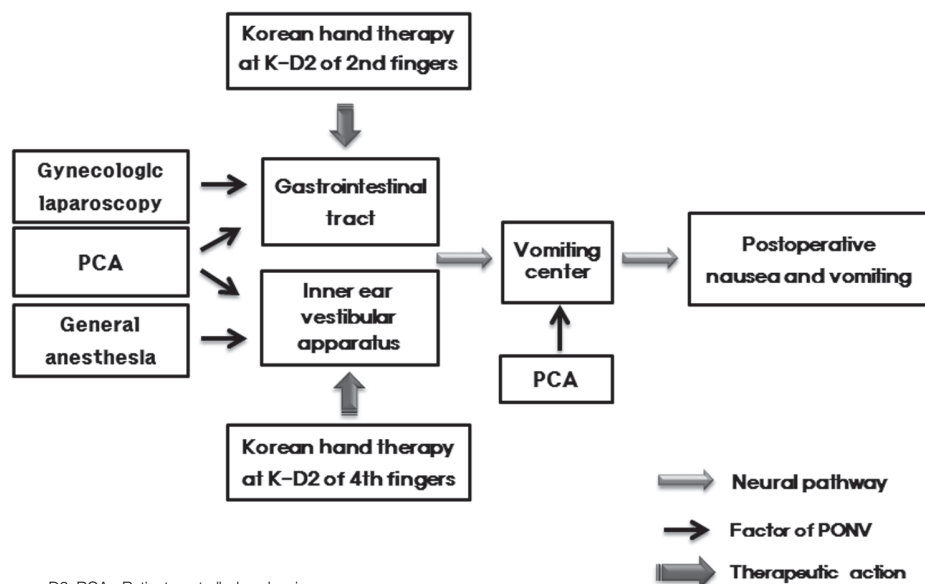 Korean hand therapy
at K-D2 of 2nd fingers
Gynecologic
laparoscopy
PCA
General
anesthesla
Gastrointestinal
tract
Inner ear
vestibular
apparatus
Korean hand therapy
at K-D2 of 4th fingers
Vomiting
center
PCA
Postoperative
nausea and vomiting
Neural pathway
Factor of PONV
Therapeutic action